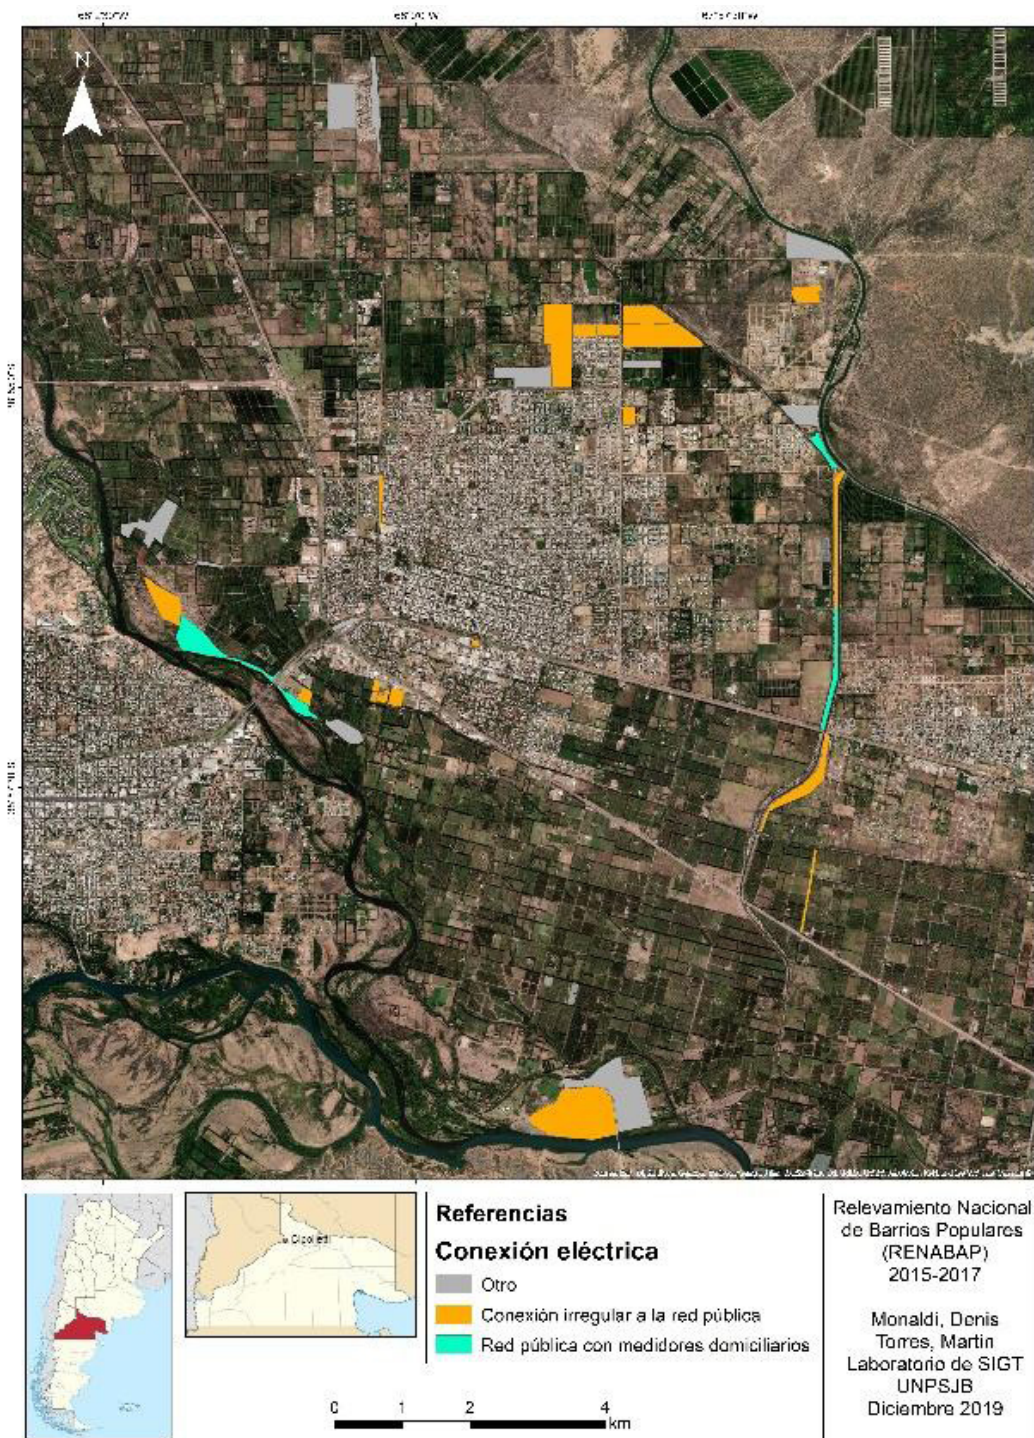 N
Cipolletti
Referencias
Conexión eléctrica
Otro
Conexión irregular a la red pública
Red pública con medidores domiciliarios
0 1 2 4
km
Relevamiento Nacional
de Barrios Populares
(RENABAP)
2015-2017
Monaldi, Denis
Torres, Martin
Laboratorio de SIGT
UNPSJB
Diciembre 2019